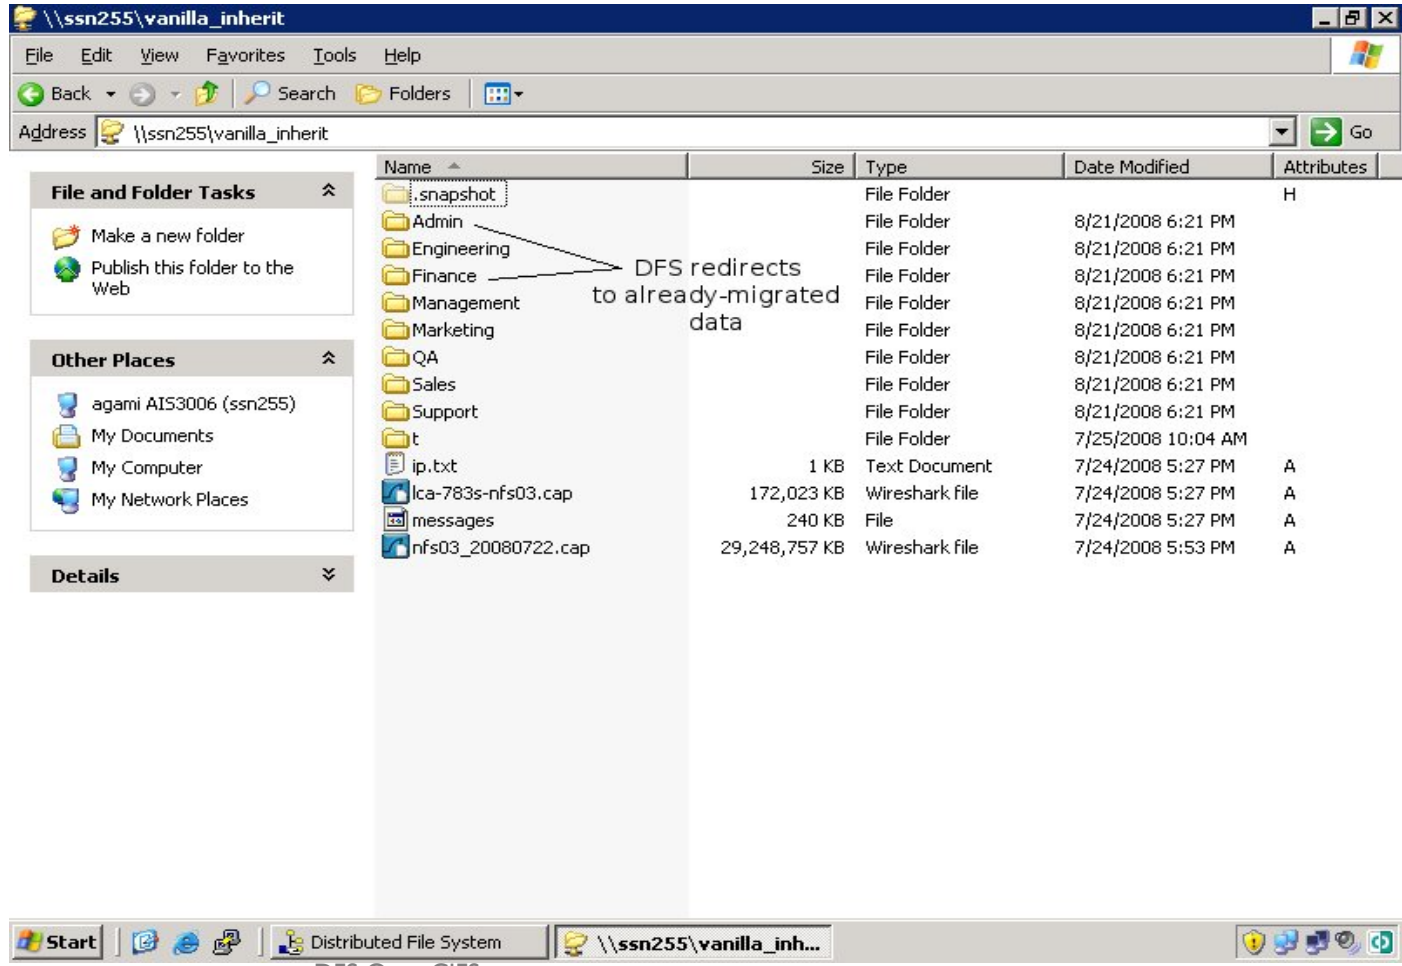 \\ssn255\vanilla_inherit
File Edit View Favorites Tools Help
Back Search Folders
Address \\ssn255\vanilla_inherit Go
File and Folder Tasks
Make a new folder
Publish this folder to the
Web
Other Places
agami AIS3006 (ssn255)
My Documents
My Computer
My Network Places
Details
Name Size Type Date Modified Attributes
.snapshot File Folder H
Admin File Folder 8/21/2008 6:21 PM
Engineering File Folder 8/21/2008 6:21 PM
Finance File Folder 8/21/2008 6:21 PM
Management File Folder 8/21/2008 6:21 PM
Marketing File Folder 8/21/2008 6:21 PM
QA File Folder 8/21/2008 6:21 PM
Sales File Folder 8/21/2008 6:21 PM
Support File Folder 8/21/2008 6:21 PM
t File Folder 7/25/2008 10:04 AM
ip.txt 1 KB Text Document 7/24/2008 5:27 PM A
lca-783s-nfs03.cap 172,023 KB Wireshark file 7/24/2008 5:27 PM A
messages 240 KB File 7/24/2008 5:27 PM A
nfs03_20080722.cap 29,248,757 KB Wireshark file 7/24/2008 5:53 PM A
DFS redirects
to already-migrated
data
Start Distributed File System \\ssn255\vanilla_inh...